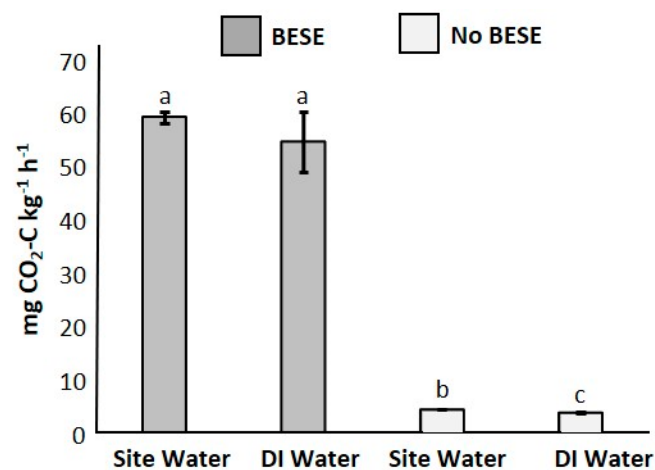 BESE
No BESE
mg CO₂-C kg⁻¹ h⁻¹
70
60
50
40
30
20
10
0
a
a
b
c
Site Water
DI Water
Site Water
DI Water